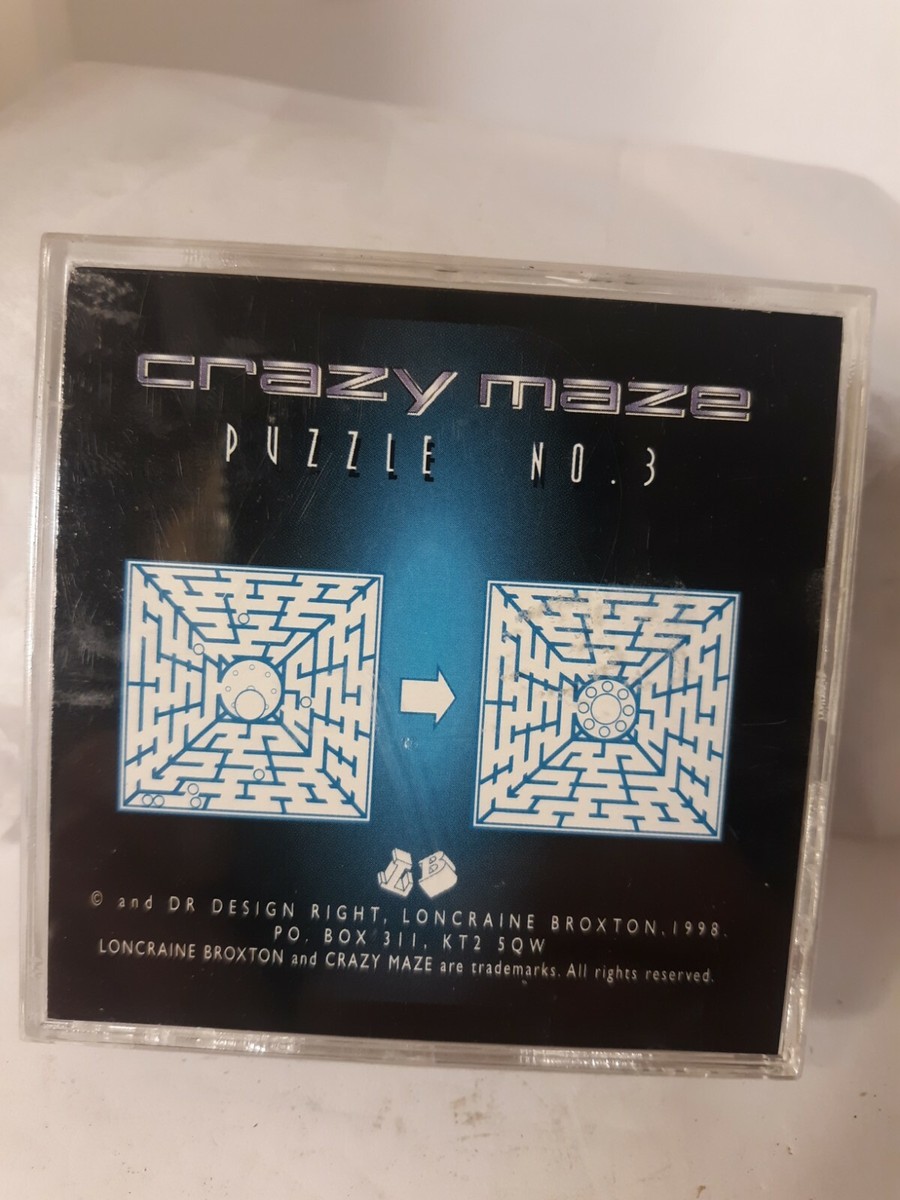 crazy maze
PUZZLE NO.3
LB
© and DR DESIGN RIGHT, LONCRAINE BROXTON, 1998.
PO. BOX 311, KT2 5QW
LONCRAINE BROXTON and CRAZY MAZE are trademarks. All rights reserved.